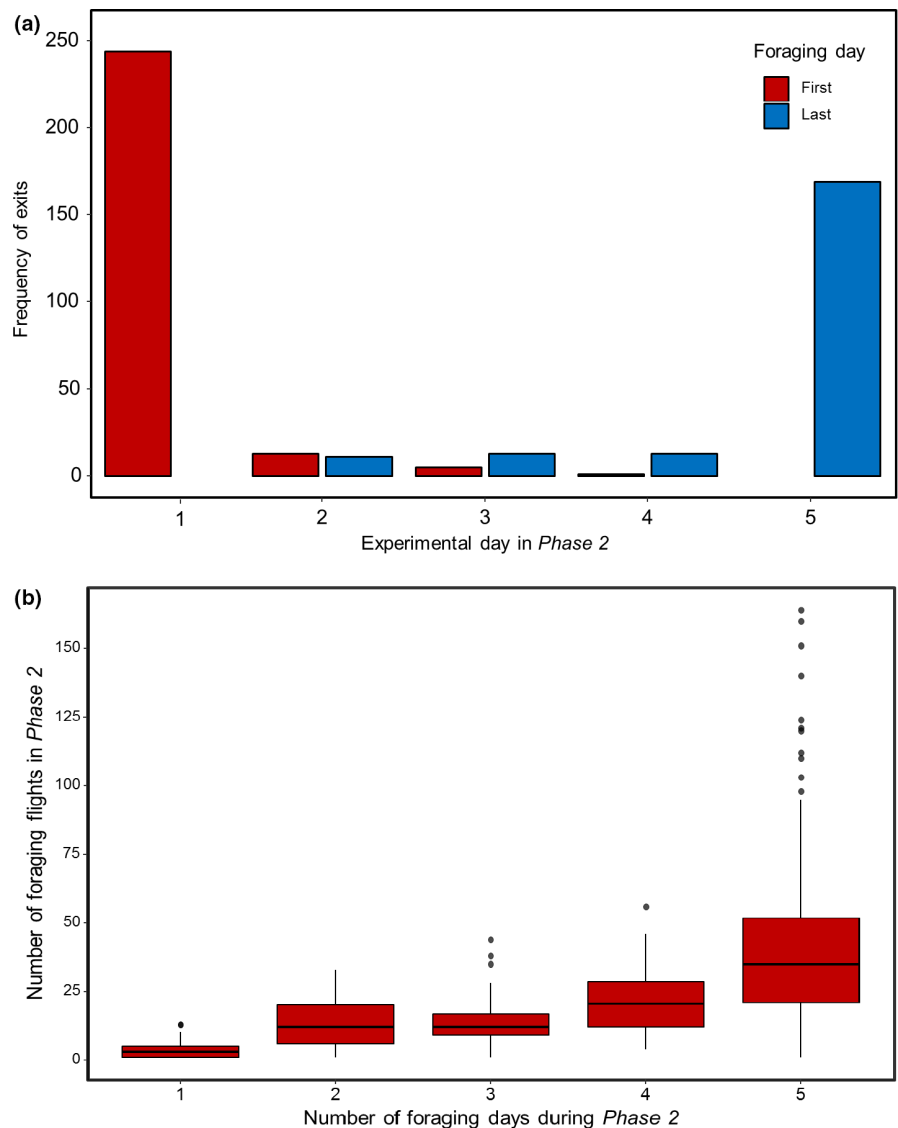 (a)
250
200
150
100
50
0
Frequency of exits
Foraging day
First
Last
1 2 3 4 5
Experimental day in Phase 2
(b)
150
125
100
75
50
25
0
Number of foraging flights in Phase 2
1 2 3 4 5
Number of foraging days during Phase 2